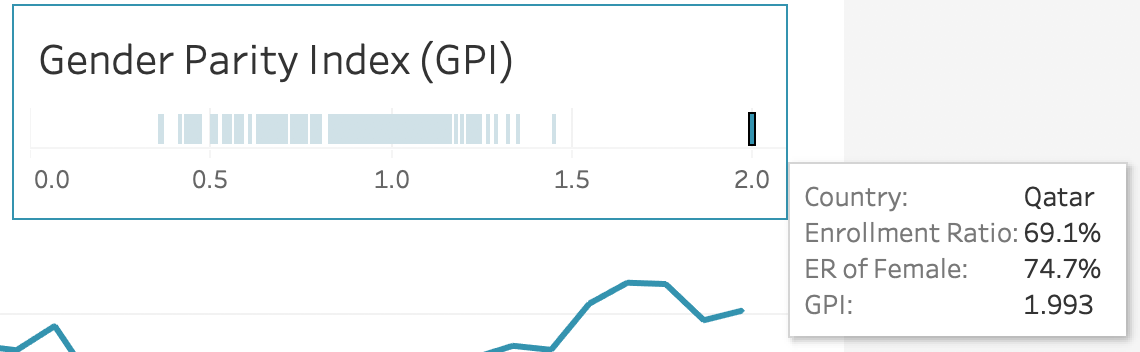 Gender Parity Index (GPI)
0.0 0.5 1.0 1.5 2.0
Country: Qatar
Enrollment Ratio: 69.1%
ER of Female: 74.7%
GPI: 1.993